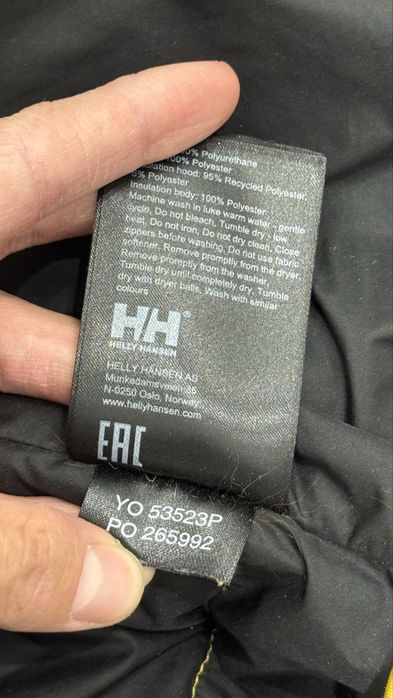 % Polyurethane
100% Polyester
Insulation hood: 95% Recycled Polyester,
5% Polyester
Insulation body: 100% Polyester
Machine wash in luke warm water - gentle
cycle, Do not bleach, Tumble dry - low
heat, Do not iron, Do not dry clean, Close
zippers before washing, Do not use fabric
softener, Remove promptly from the dryer,
Remove promptly from the washer,
Tumble dry until completely dry, Tumble
dry with dryer balls, Wash with similar
colours
HH
HELLY HANSEN
HELLY HANSEN AS
Munkedamsveien 35
N-0250 Oslo, Norway
www.hellyhansen.com
EAC
YO 53523P
PO 265992